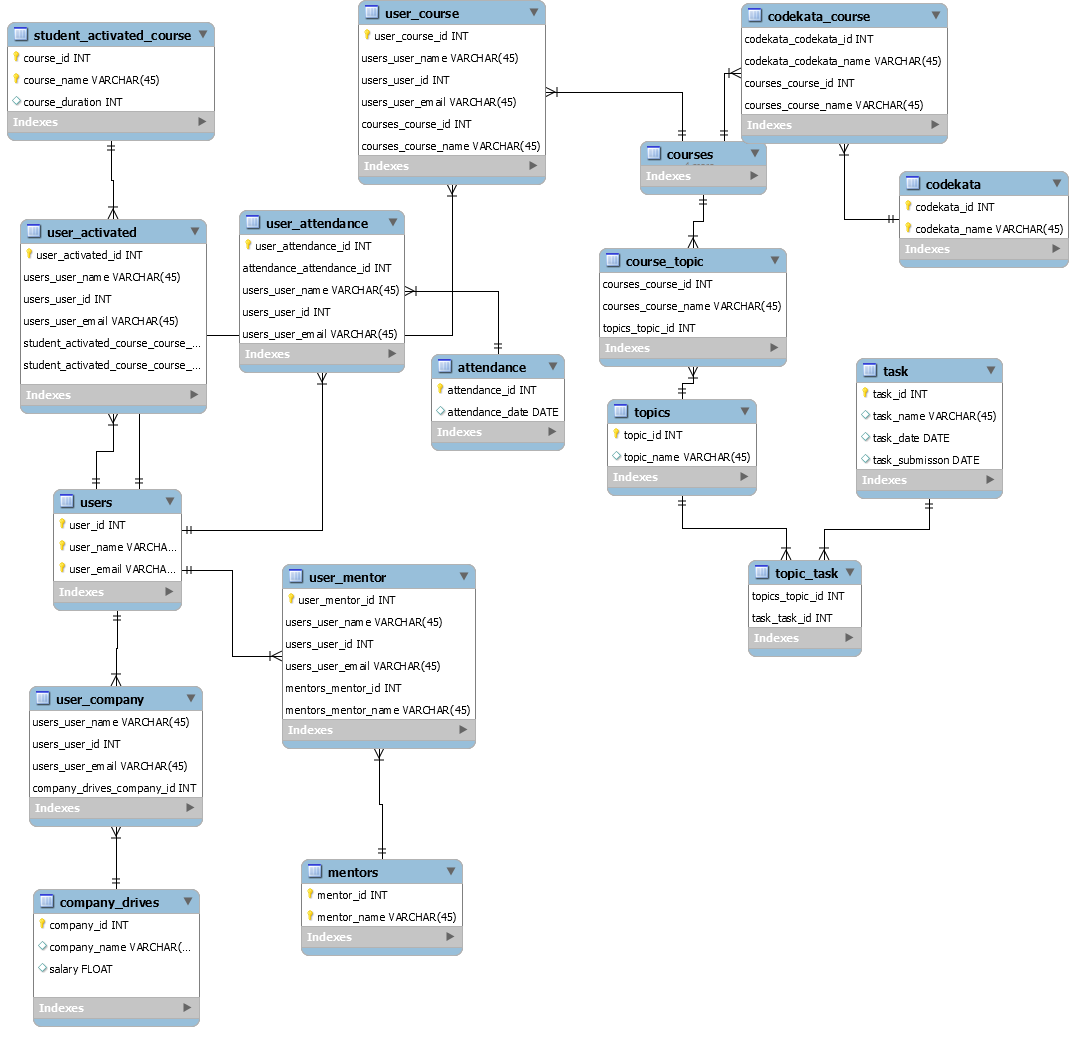 student_activated_course
course_id INT
course_name VARCHAR(45)
course_duration INT
Indexes
user_course
user_course_id INT
users_user_name VARCHAR(45)
users_user_id INT
users_user_email VARCHAR(45)
courses_course_id INT
courses_course_name VARCHAR(45)
Indexes
codekata_course
codekata_codekata_id INT
codekata_codekata_name VARCHAR(45)
courses_course_id INT
courses_course_name VARCHAR(45)
Indexes
courses
Indexes
codekata
codekata_id INT
codekata_name VARCHAR(45)
Indexes
user_activated
user_activated_id INT
users_user_name VARCHAR(45)
users_user_id INT
users_user_email VARCHAR(45)
student_activated_course_course_...
student_activated_course_course_...
Indexes
user_attendance
user_attendance_id INT
attendance_attendance_id INT
users_user_name VARCHAR(45)
users_user_id INT
users_user_email VARCHAR(45)
Indexes
course_topic
courses_course_id INT
courses_course_name VARCHAR(45)
topics_topic_id INT
Indexes
attendance
attendance_id INT
attendance_date DATE
Indexes
topics
topic_id INT
topic_name VARCHAR(45)
Indexes
task
task_id INT
task_name VARCHAR(45)
task_date DATE
task_submisson DATE
Indexes
users
user_id INT
user_name VARCHA...
user_email VARCHA...
Indexes
user_mentor
user_mentor_id INT
users_user_name VARCHAR(45)
users_user_id INT
users_user_email VARCHAR(45)
mentors_mentor_id INT
mentors_mentor_name VARCHAR(45)
Indexes
topic_task
topics_topic_id INT
task_task_id INT
Indexes
user_company
users_user_name VARCHAR(45)
users_user_id INT
users_user_email VARCHAR(45)
company_drives_company_id INT
Indexes
mentors
mentor_id INT
mentor_name VARCHAR(45)
Indexes
company_drives
company_id INT
company_name VARCHAR(...
salary FLOAT
Indexes